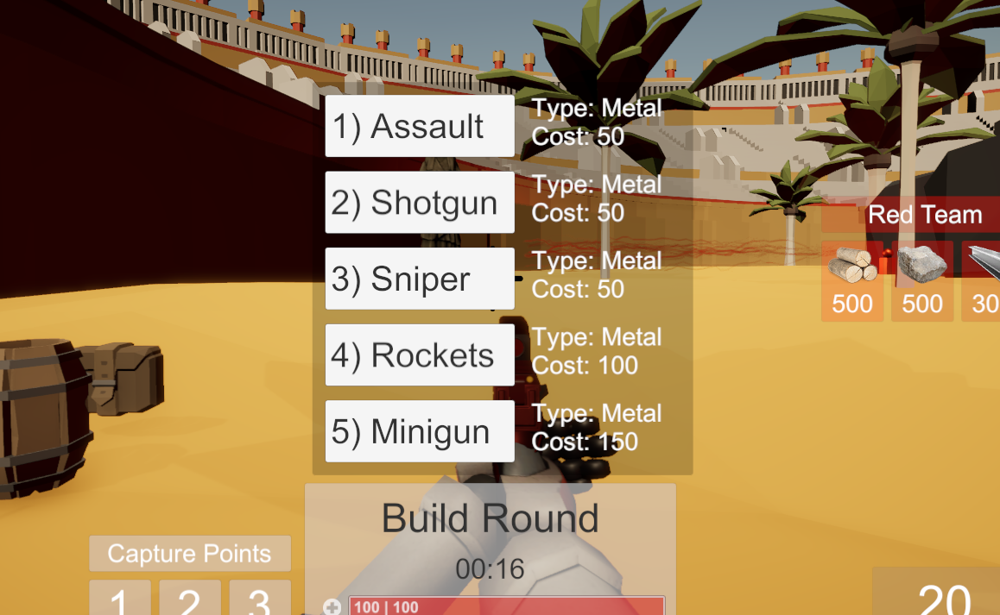 1) Assault
Type: Metal
Cost: 50
2) Shotgun
Type: Metal
Cost: 50
3) Sniper
Type: Metal
Cost: 50
4) Rockets
Type: Metal
Cost: 100
5) Minigun
Type: Metal
Cost: 150
Red Team
500 500 30
Build Round
00:16
100 | 100
Capture Points
1 2 3
20